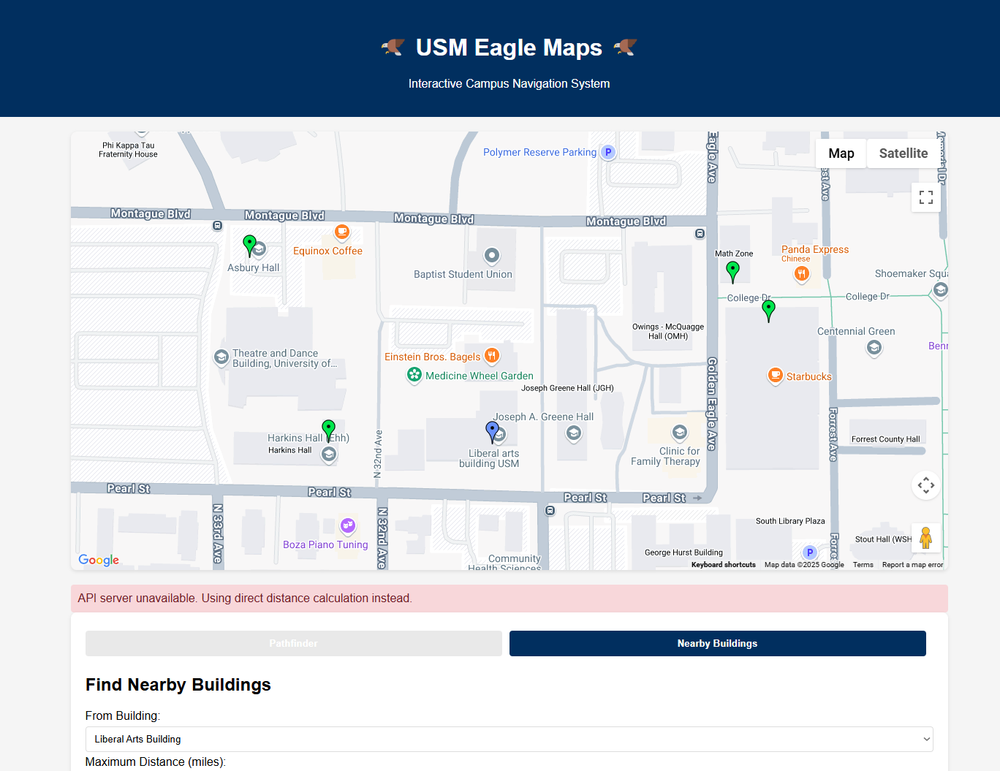 USM Eagle Maps
Interactive Campus Navigation System
Phi Kappa Tau
Fraternity House
Polymer Reserve Parking
P
Eagle Ave
Map
Satellite
Montague Blvd
Montague Blvd
Montague Blvd
Montague Blvd
Equinox Coffee
Asbury Hall
Baptist Student Union
Math Zone
Panda Express
Chinese
Shoemaker Squa
College Dr
College Dr
Owings - McQuagge
Hall (OMH)
Centennial Green
Benn
Theatre and Dance
Building, University of...
Einstein Bros. Bagels
Medicine Wheel Garden
Starbucks
Joseph Greene Hall (JGH)
Golden Eagle Ave
Joseph A. Greene Hall
Harkins Hall (Ehh)
Harkins Hall
N 32nd Ave
Liberal arts
building USM
Clinic for
Family Therapy
Forrest Ave
Forrest County Hall
Pearl St
Pearl St
Pearl St
Pearl St
N 33rd Ave
N 32nd Ave
Boza Piano Tuning
South Library Plaza
Stout Hall (WSH
George Hurst Building
P
Community
Health Sciences
Google
Keyboard shortcuts
Map data ©2025 Google
Terms
Report a map error
API server unavailable. Using direct distance calculation instead.
Pathfinder
Nearby Buildings
Find Nearby Buildings
From Building:
Liberal Arts Building
Maximum Distance (miles):